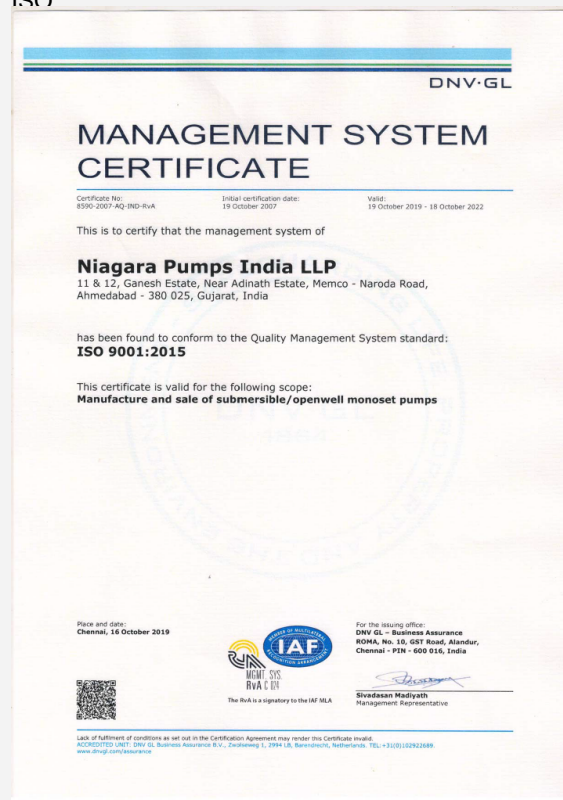 ISO
DNV·GL
MANAGEMENT SYSTEM
CERTIFICATE
Certificate No:
8590-2007-AQ-IND-RvA
Initial certification date:
19 October 2007
Valid:
19 October 2019 - 18 October 2022
This is to certify that the management system of
Niagara Pumps India LLP
11 & 12, Ganesh Estate, Near Adinath Estate, Memco - Naroda Road,
Ahmedabad - 380 025, Gujarat, India
has been found to conform to the Quality Management System standard:
ISO 9001:2015
This certificate is valid for the following scope:
Manufacture and sale of submersible/openwell monoset pumps
Place and date:
Chennai, 16 October 2019
MEMBER OF MULTILATERAL
IAF
RECOGNITION ARRANGEMENT
MGMT. SYS.
RvA C 024
The RvA is a signatory to the IAF MLA
For the issuing office:
DNV GL – Business Assurance
ROMA, No. 10, GST Road, Alandur,
Chennai - PIN - 600 016, India
Sivadasan Madiyath
Management Representative
Lack of fulfilment of conditions as set out in the Certification Agreement may render this Certificate invalid.
ACCREDITED UNIT: DNV GL Business Assurance B.V., Zwolseweg 1, 2994 LB, Barendrecht, Netherlands. TEL:+31(0)102922689.
www.dnvgl.com/assurance